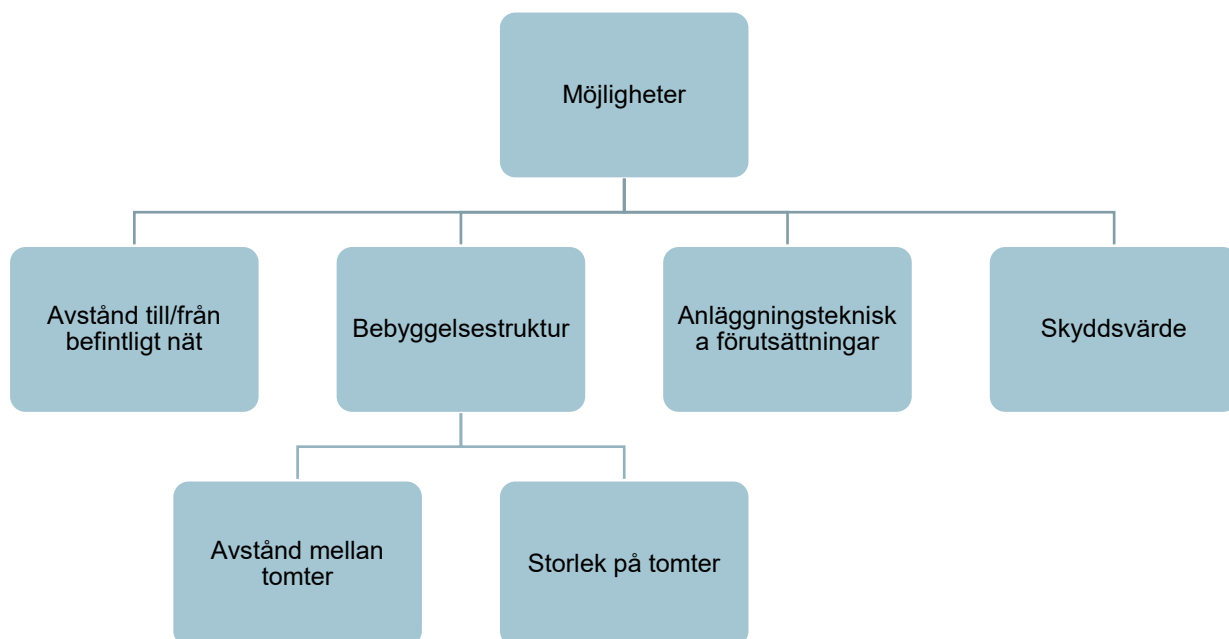 Möjligheter
Avstånd till/från
befintligt nät
Bebyggelsestruktur
Anläggningsteknisk
a förutsättningar
Skyddsvärde
Avstånd mellan
tomter
Storlek på tomter